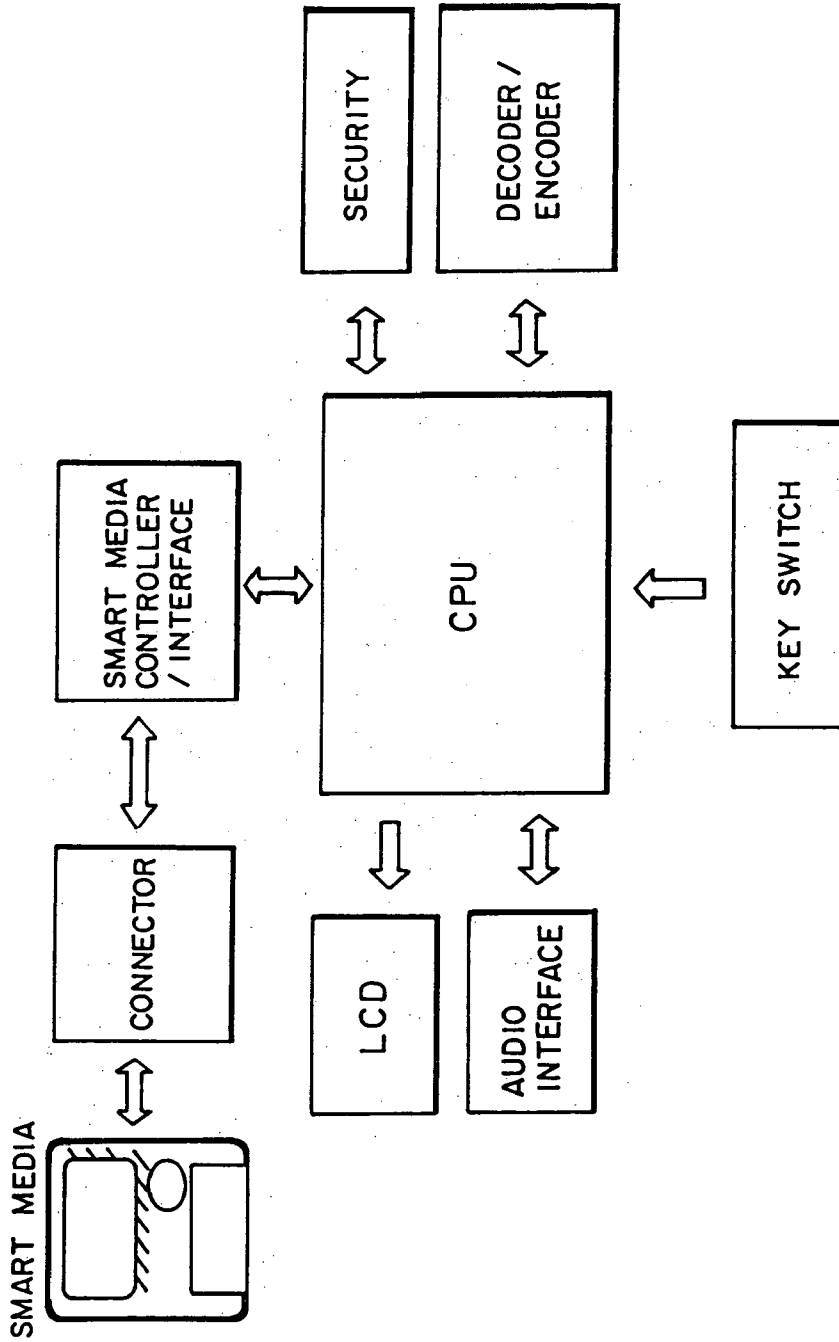 SMART MEDIA
CONNECTOR
SMART MEDIA
CONTROLLER
/ INTERFACE
LCD
AUDIO
INTERFACE
CPU
SECURITY
DECODER /
ENCODER
KEY SWITCH